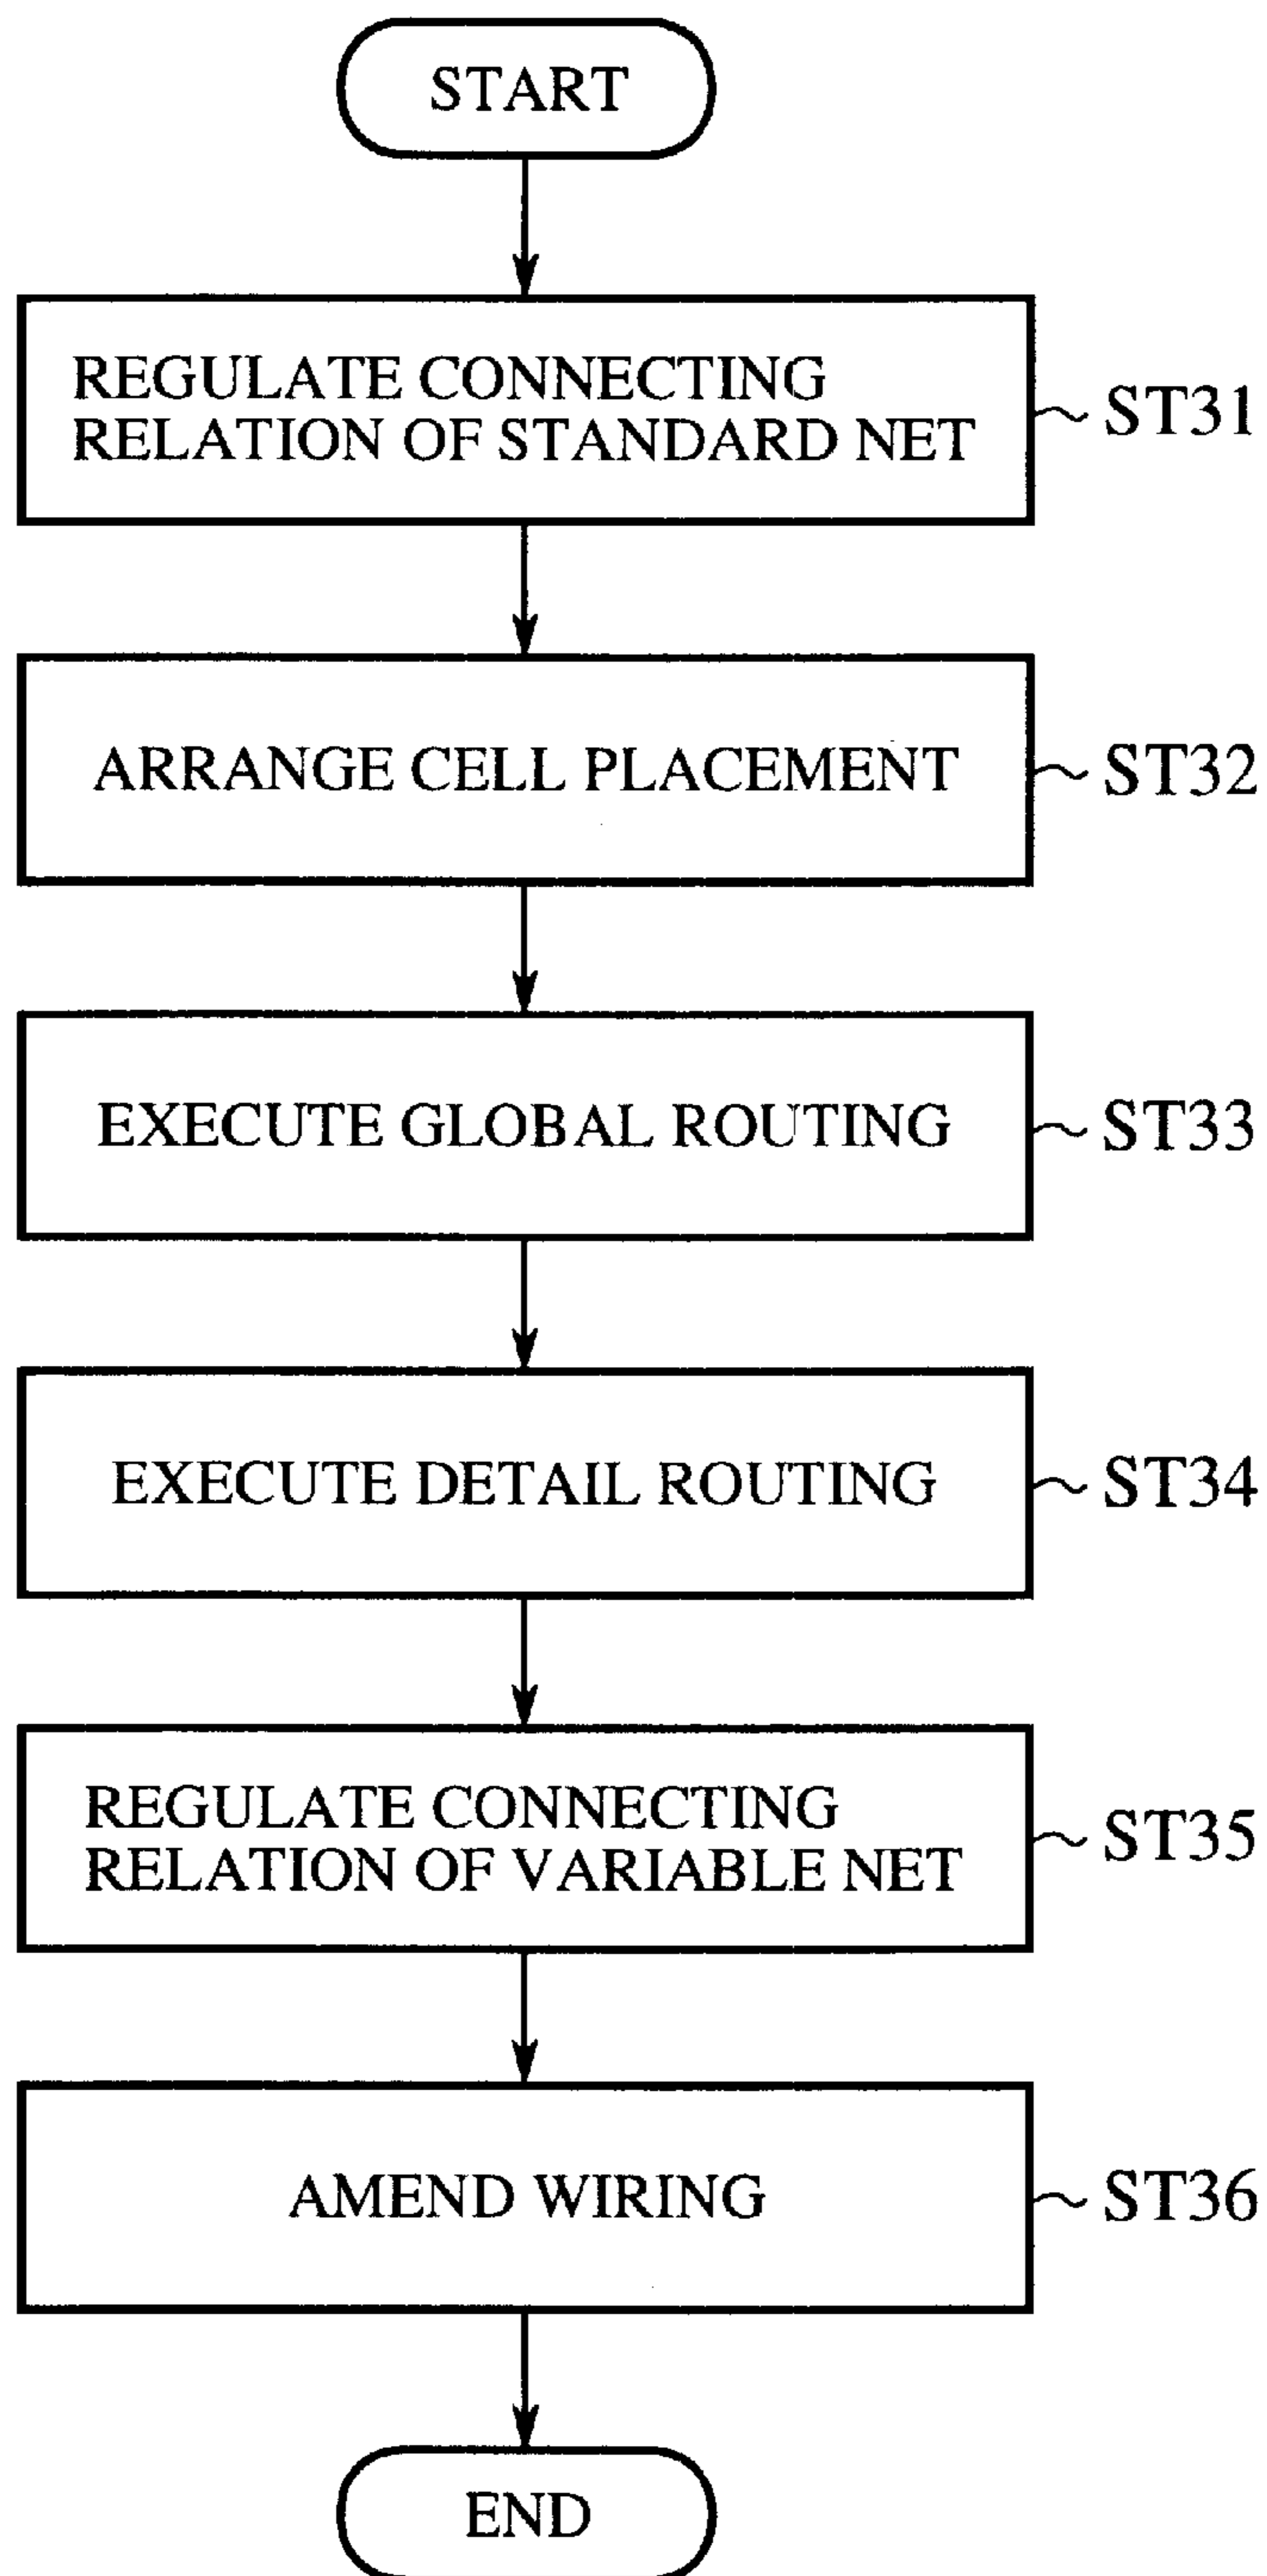 START
REGULATE CONNECTING
RELATION OF STANDARD NET
ST31
ARRANGE CELL PLACEMENT
ST32
EXECUTE GLOBAL ROUTING
ST33
EXECUTE DETAIL ROUTING
ST34
REGULATE CONNECTING
RELATION OF VARIABLE NET
ST35
AMEND WIRING
ST36
END